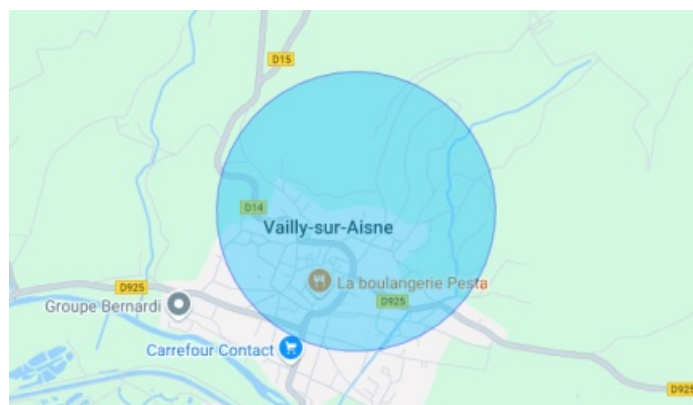 D15
D14
Vailly-sur-Aisne
La boulangerie Pesta
D925
D925
Groupe Bernardi
Carrefour Contact
D925